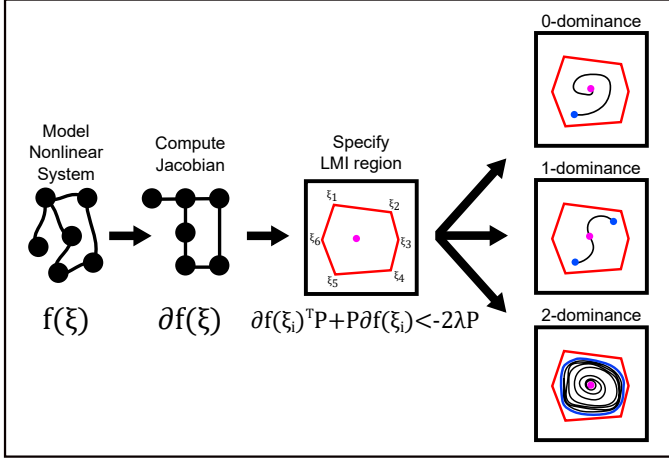 0-dominance
Model
Nonlinear
System
Compute
Jacobian
Specify
LMI region
1-dominance
ξ1
ξ2
ξ3
ξ4
ξ5
ξ6
f(ξ)
∂f(ξ)
∂f(ξᵢ)ᵀP+P∂f(ξᵢ)<-2λP
2-dominance